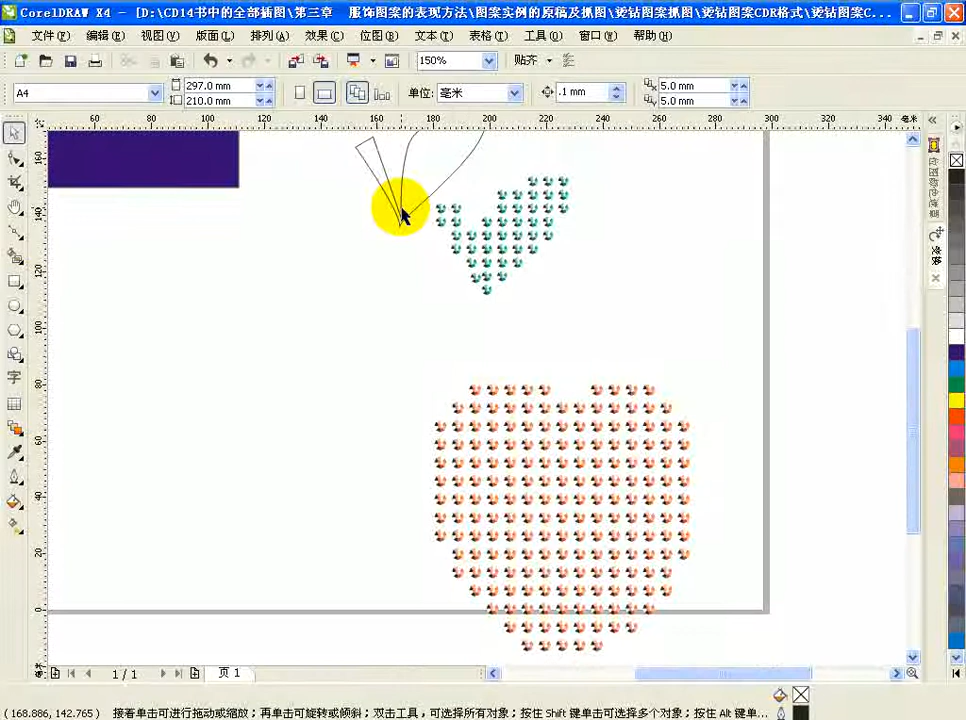 CorelDRAW X4 - [D:\CD14书中的全部插图\第三章 服饰图案的表现方法\图案实例的原稿及抓图\烫钻图案抓图\烫钻图案CDR格式\烫钻图案C...
文件(F) 编辑(E) 视图(V) 版面(L) 排列(A) 效果(C) 位图(B) 文本(T) 表格(T) 工具(O) 窗口(W) 帮助(H)
150% 贴齐
A4 297.0 mm 210.0 mm 单位: 毫米 .1 mm 5.0 mm 5.0 mm
60 80 100 120 140 160 180 200 220 240 260 280 300 320 340 毫米
160
140
120
100
80
60
40
20
0
变换
1 / 1 页 1
(168.886, 142.765) 接着单击可进行拖动或缩放; 再单击可旋转或倾斜; 双击工具, 可选择所有对象; 按住 Shift 键单击可选择多个对象; 按住 Alt 键单...